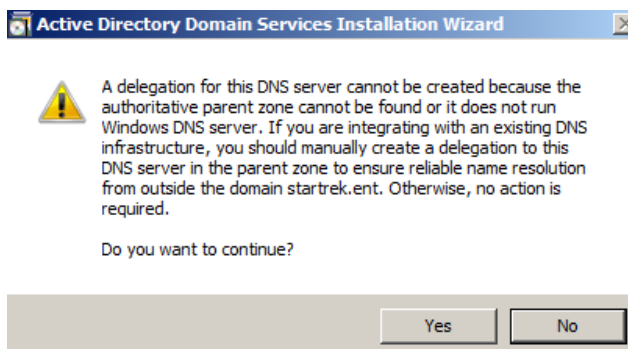 Active Directory Domain Services Installation Wizard
A delegation for this DNS server cannot be created because the
authoritative parent zone cannot be found or it does not run
Windows DNS server. If you are integrating with an existing DNS
infrastructure, you should manually create a delegation to this
DNS server in the parent zone to ensure reliable name resolution
from outside the domain startrek.ent. Otherwise, no action is
required.
Do you want to continue?
Yes
No